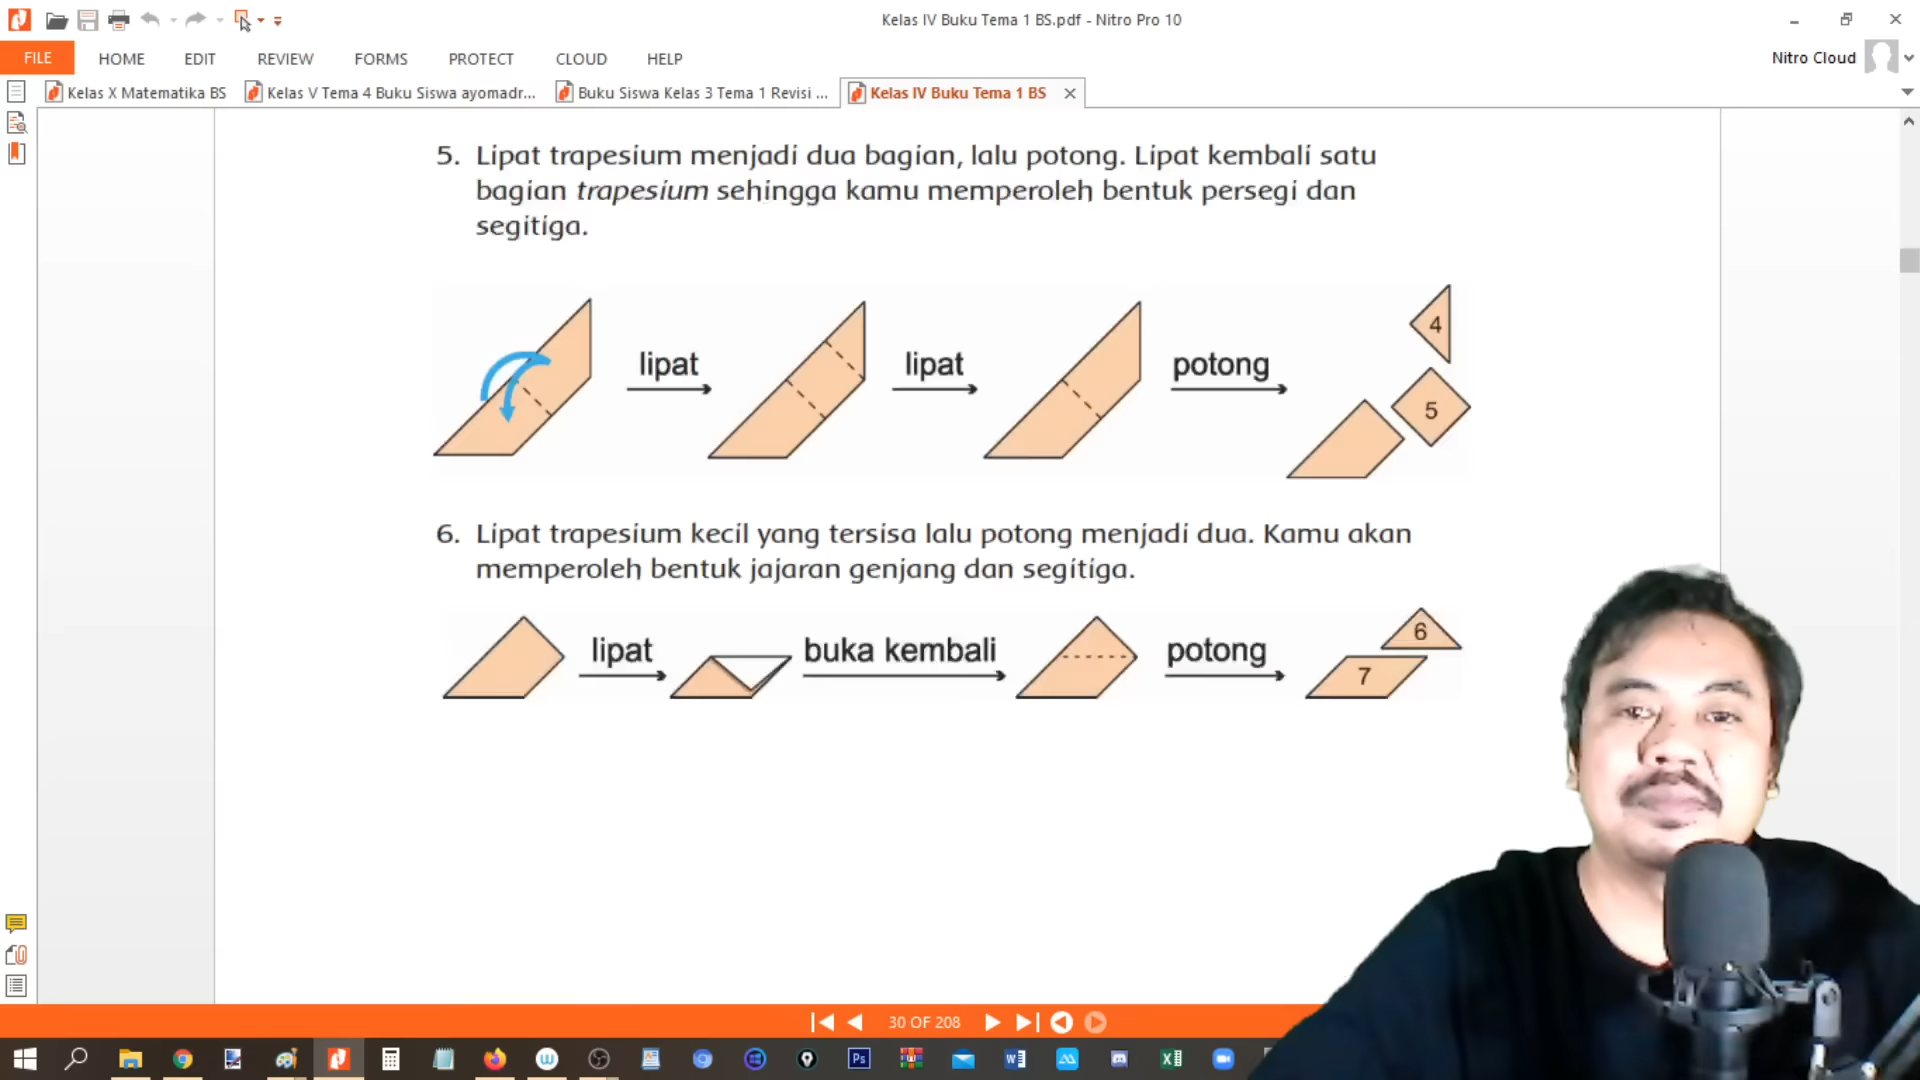 Kelas IV Buku Tema 1 BS.pdf - Nitro Pro 10
FILE HOME EDIT REVIEW FORMS PROTECT CLOUD HELP Nitro Cloud
Kelas X Matematika BS Kelas V Tema 4 Buku Siswa ayomadr... Buku Siswa Kelas 3 Tema 1 Revisi ... Kelas IV Buku Tema 1 BS
5. Lipat trapesium menjadi dua bagian, lalu potong. Lipat kembali satu
bagian trapesium sehingga kamu memperoleh bentuk persegi dan
segitiga.
lipat lipat potong 4
5
6. Lipat trapesium kecil yang tersisa lalu potong menjadi dua. Kamu akan
memperoleh bentuk jajaran genjang dan segitiga.
lipat buka kembali potong 6
7
30 OF 208
Ps